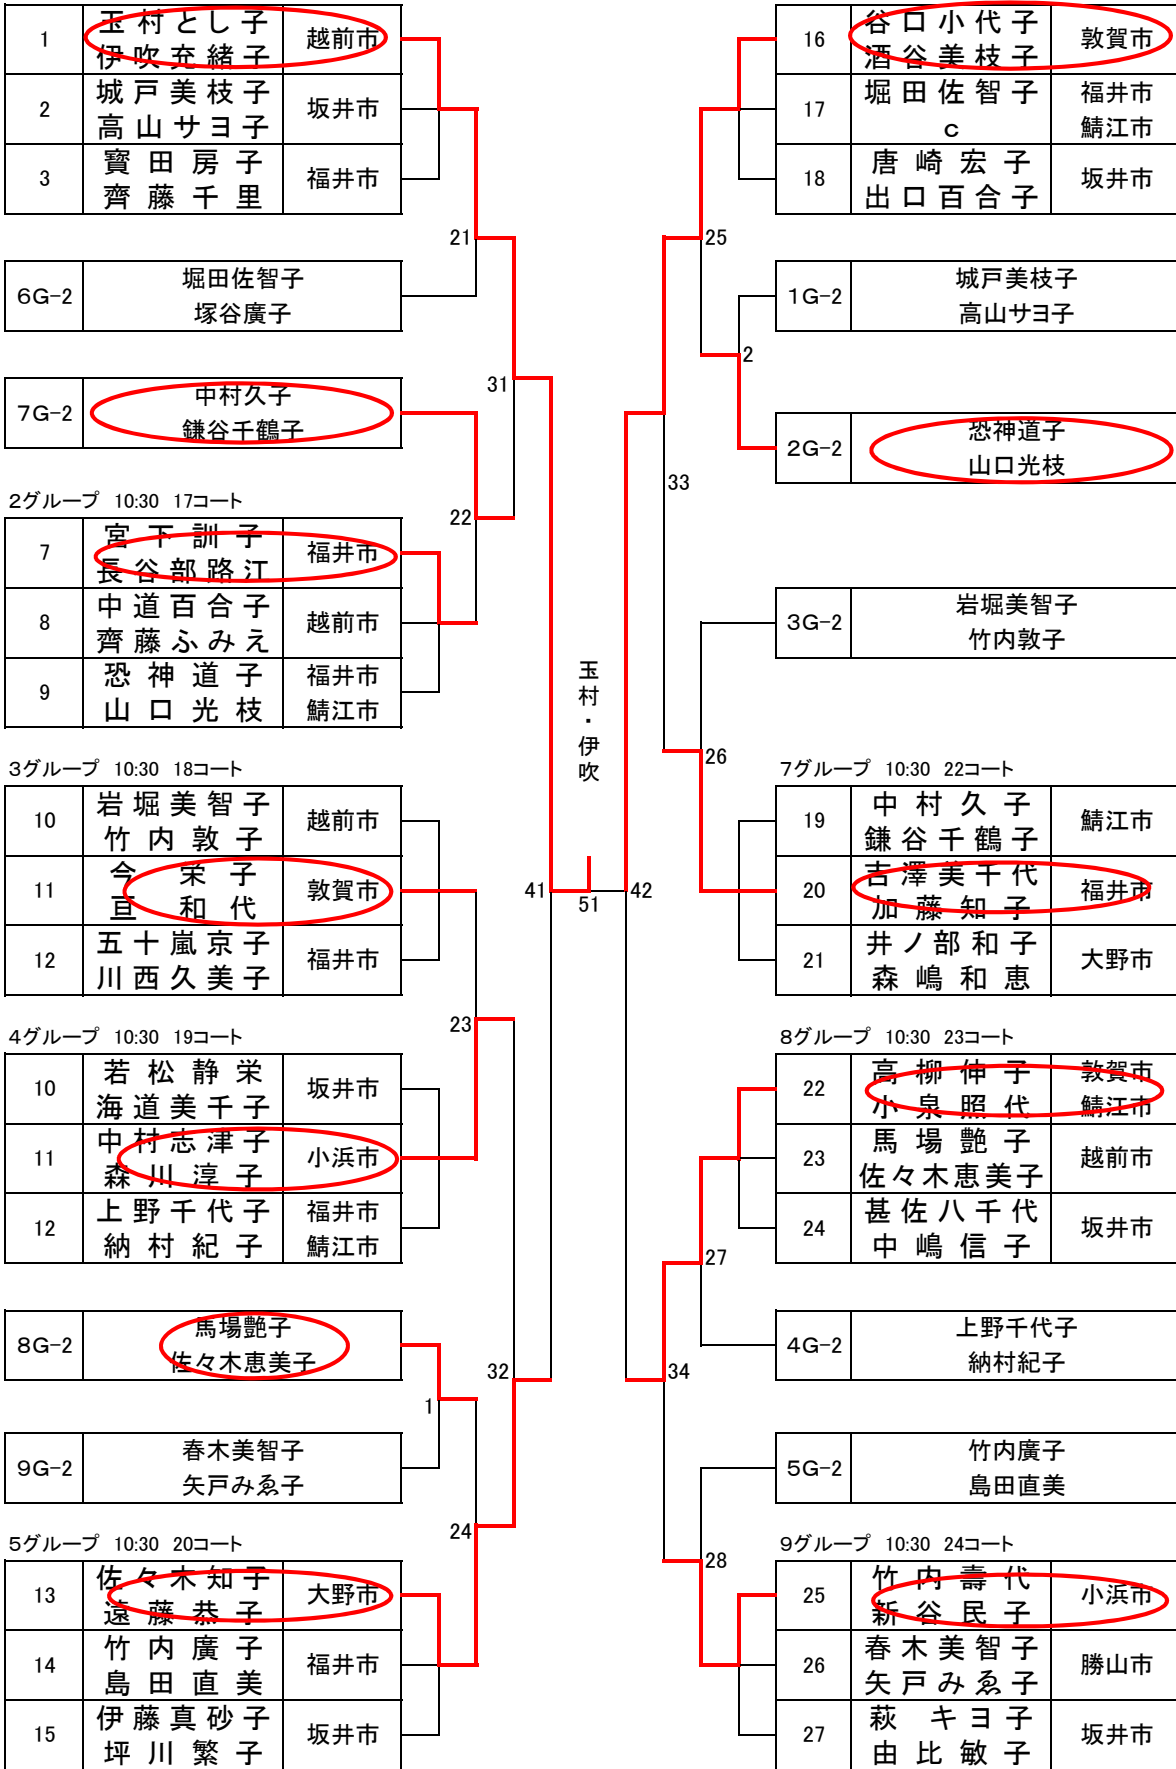 1 玉村とし子 越前市
伊吹充緒子
2 城戸美枝子 坂井市
高山サヨ子
3 寳田房子 福井市
齊藤千里
21
6G-2 堀田佐智子
塚谷廣子
31
7G-2 中村久子
鎌谷千鶴子
2グループ 10:30 17コート
22
7 宮下訓子 福井市
長谷部路江
8 中道百合子 越前市
齊藤ふみえ
9 恐神道子 福井市
山口光枝 鯖江市
3グループ 10:30 18コート
10 岩堀美智子 越前市
竹内敦子
11 今栄子 敦賀市
亘和代
12 五十嵐京子 福井市
川西久美子
41
23
4グループ 10:30 19コート
10 若松静栄 坂井市
海道美千子
11 中村志津子 小浜市
森川淳子
12 上野千代子 福井市
納村紀子 鯖江市
8G-2 馬場艶子
佐々木恵美子
32
1
9G-2 春木美智子
矢戸みゑ子
24
5グループ 10:30 20コート
13 佐々木知子 大野市
遠藤恭子
14 竹内廣子 福井市
島田直美
15 伊藤真砂子 坂井市
坪川繁子
玉村・伊吹
51
16 谷口小代子 敦賀市
酒谷美枝子
17 堀田佐智子 福井市
c 鯖江市
18 唐崎宏子 坂井市
出口百合子
25
1G-2 城戸美枝子
高山サヨ子
2
2G-2 恐神道子
山口光枝
33
3G-2 岩堀美智子
竹内敦子
26
7グループ 10:30 22コート
19 中村久子 鯖江市
鎌谷千鶴子
20 吉澤美千代 福井市
加藤知子
21 井ノ部和子 大野市
森嶋和恵
42
8グループ 10:30 23コート
22 高柳伸子 敦賀市
小泉照代 鯖江市
23 馬場艶子 越前市
佐々木恵美子
24 甚佐八千代 坂井市
中嶋信子
27
4G-2 上野千代子
納村紀子
34
5G-2 竹内廣子
島田直美
9グループ 10:30 24コート
28
25 竹内壽代 小浜市
新谷民子
26 春木美智子 勝山市
矢戸みゑ子
27 萩キヨ子 坂井市
由比敏子